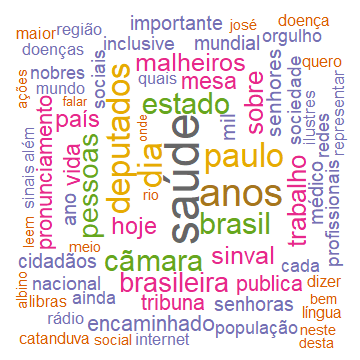 importante josé doença
maior região orgulho
doenças inclusive mundial
quero
nobres sociais malheiros senhores
quais mesa sobre sociedade
ações mundo deputados estado ilustres representar
falar país onde mil redes
pronunciamento vida pessoas dia saúde paulo
sinais além rio anos trabalho médico profissionais
ano hoje brasil
leem meio câmara sinval
cidadãos cada
albino nacional brasileira publica dizer
libras ainda tribuna senhoras bem
rádio encaminhado população língua
catanduva social internet neste
desta